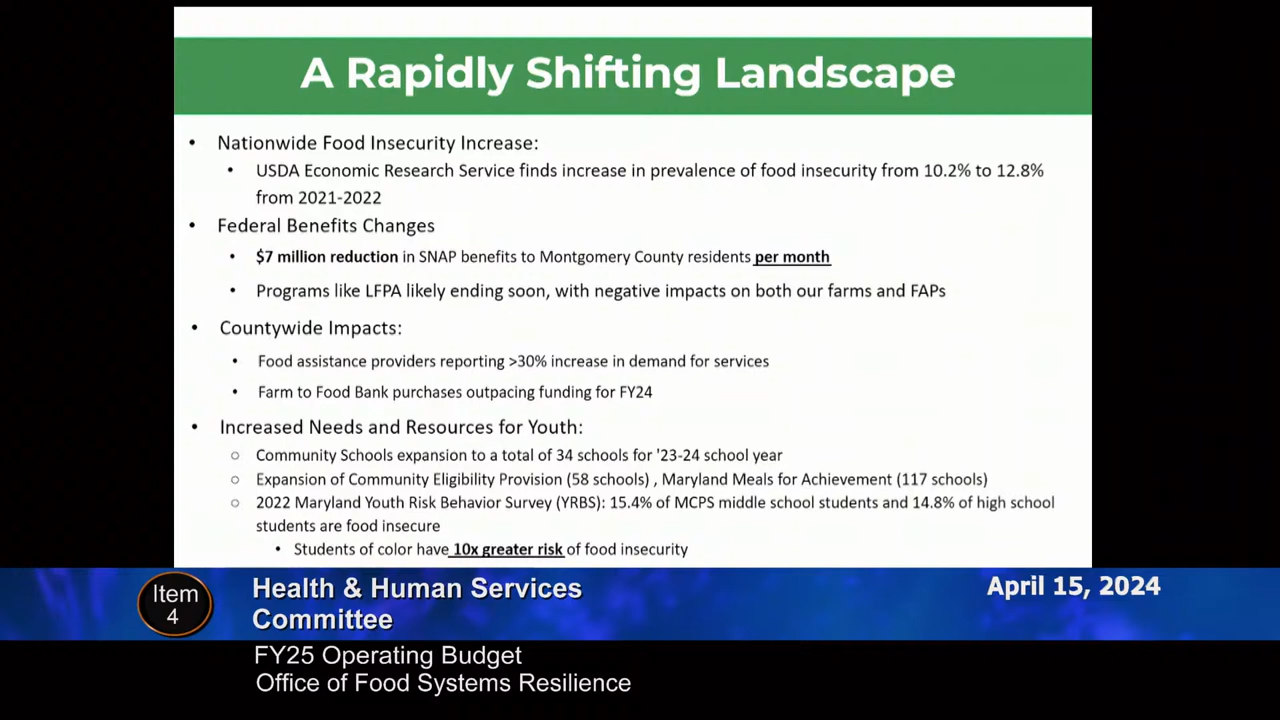 A Rapidly Shifting Landscape
• Nationwide Food Insecurity Increase:
• USDA Economic Research Service finds increase in prevalence of food insecurity from 10.2% to 12.8%
from 2021-2022
• Federal Benefits Changes
• $7 million reduction in SNAP benefits to Montgomery County residents per month
• Programs like LFPA likely ending soon, with negative impacts on both our farms and FAPs
• Countywide Impacts:
• Food assistance providers reporting >30% increase in demand for services
• Farm to Food Bank purchases outpacing funding for FY24
• Increased Needs and Resources for Youth:
○ Community Schools expansion to a total of 34 schools for '23-24 school year
○ Expansion of Community Eligibility Provision (58 schools) , Maryland Meals for Achievement (117 schools)
○ 2022 Maryland Youth Risk Behavior Survey (YRBS): 15.4% of MCPS middle school students and 14.8% of high school
students are food insecure
• Students of color have 10x greater risk of food insecurity
Item
4
Health & Human Services
Committee
April 15, 2024
FY25 Operating Budget
Office of Food Systems Resilience